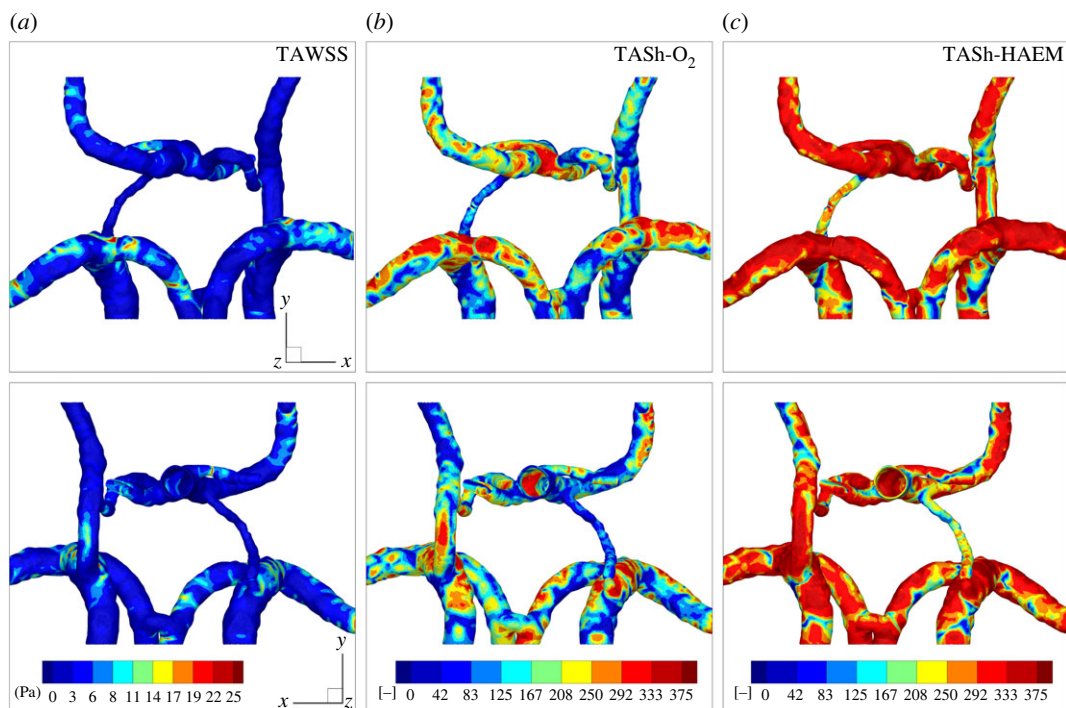 (a) (b) (c)
TAWSS TASh-O₂ TASh-HAEM
y
z x
y
x z
(Pa) 0 3 6 8 11 14 17 19 22 25
[–] 0 42 83 125 167 208 250 292 333 375
[–] 0 42 83 125 167 208 250 292 333 375